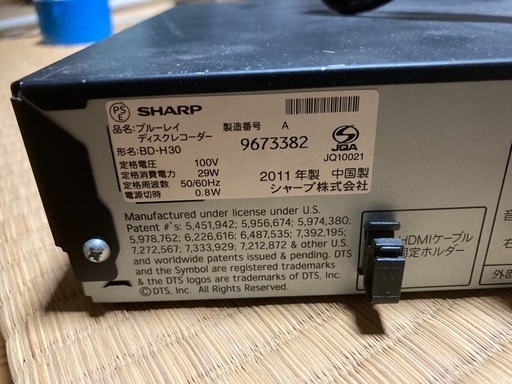 PS E
SHARP
品名:ブルーレイ
ディスクレコーダー
形名:BD-H30
定格電圧 100V
定格消費電力 29W
定格周波数 50/60Hz
電源切時 0.8W
製造番号 A
9673382
JQA
JQ10021
2011年製 中国製
シャープ株式会社
Manufactured under license under U.S.
Patent #'s: 5,451,942; 5,956,674; 5,974,380;
5,978,762; 6,226,616; 6,487,535; 7,392,195;
7,272,567; 7,333,929; 7,212,872 & other U.S.
and worldwide patents issued & pending. DTS
and the Symbol are registered trademarks
& the DTS logos are trademarks of DTS, Inc.
©DTS, Inc. All Rights Reserved.
HDMIケーブル
定ホルダー
音
右
外部